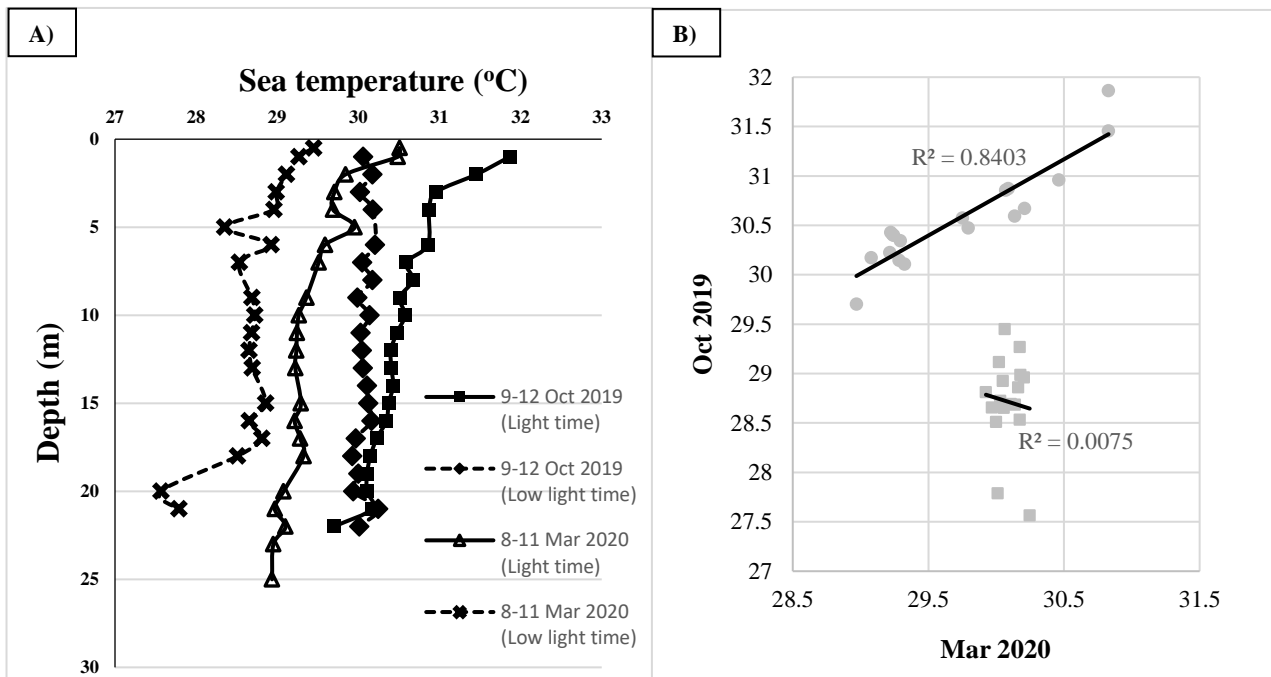 A)
Sea temperature (°C)
27 28 29 30 31 32 33
0
5
10
15
20
25
30
Depth (m)
9-12 Oct 2019
(Light time)
9-12 Oct 2019
(Low light time)
8-11 Mar 2020
(Light time)
8-11 Mar 2020
(Low light time)
B)
32
31.5
31
30.5
30
29.5
29
28.5
28
27.5
27
Oct 2019
R² = 0.8403
R² = 0.0075
28.5 29.5 30.5 31.5
Mar 2020